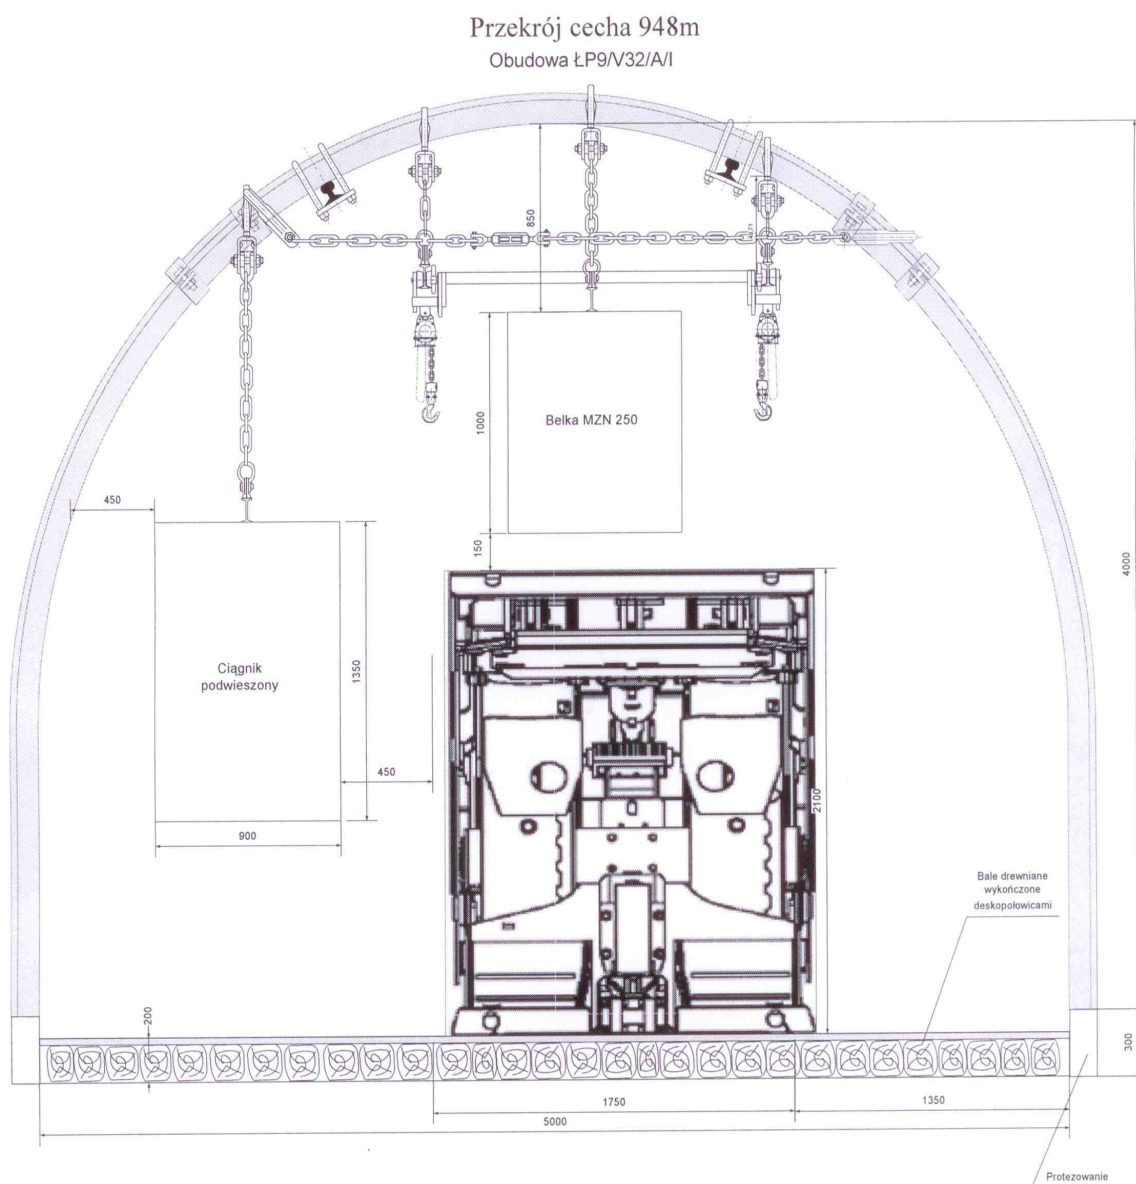 Przekrój cecha 948m
Obudowa ŁP9/V32/A/I
850
1000
Belka MZN 250
450
150
4000
Ciągnik
podwieszony
1350
450
2100
900
Bale drewniane
wykończone
deskopołowicami
200
300
1750
1350
5000
Protezowanie